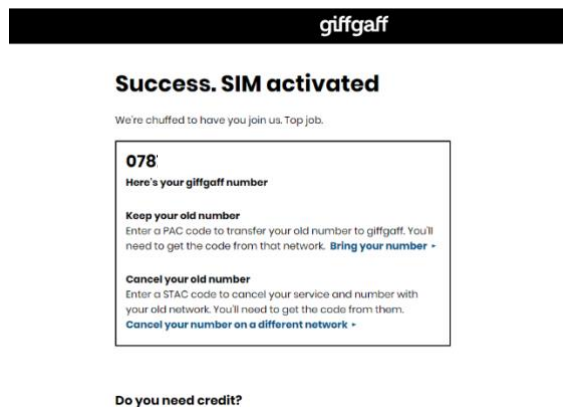 giffgaff
Success. SIM activated
We're chuffed to have you join us. Top job.
078
Here's your giffgaff number
Keep your old number
Enter a PAC code to transfer your old number to giffgaff. You'll
need to get the code from that network. Bring your number
Cancel your old number
Enter a STAC code to cancel your service and number with
your old network. You'll need to get the code from them.
Cancel your number on a different network
Do you need credit?